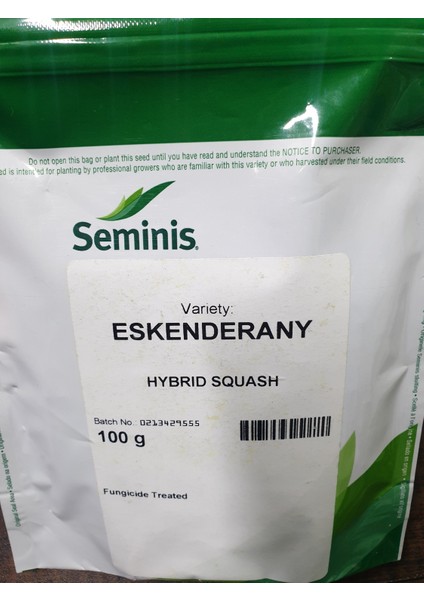 Do not open this bag or plant this seed until you have read and understand the NOTICE TO PURCHASER.
ed is intended for planting by professional growers who are familiar with this variety or who harvested under their field conditions.
Seminis®
Variety:
ESKENDERANY
HYBRID SQUASH
Batch No.: 0213429555
100 g
Fungicide Treated